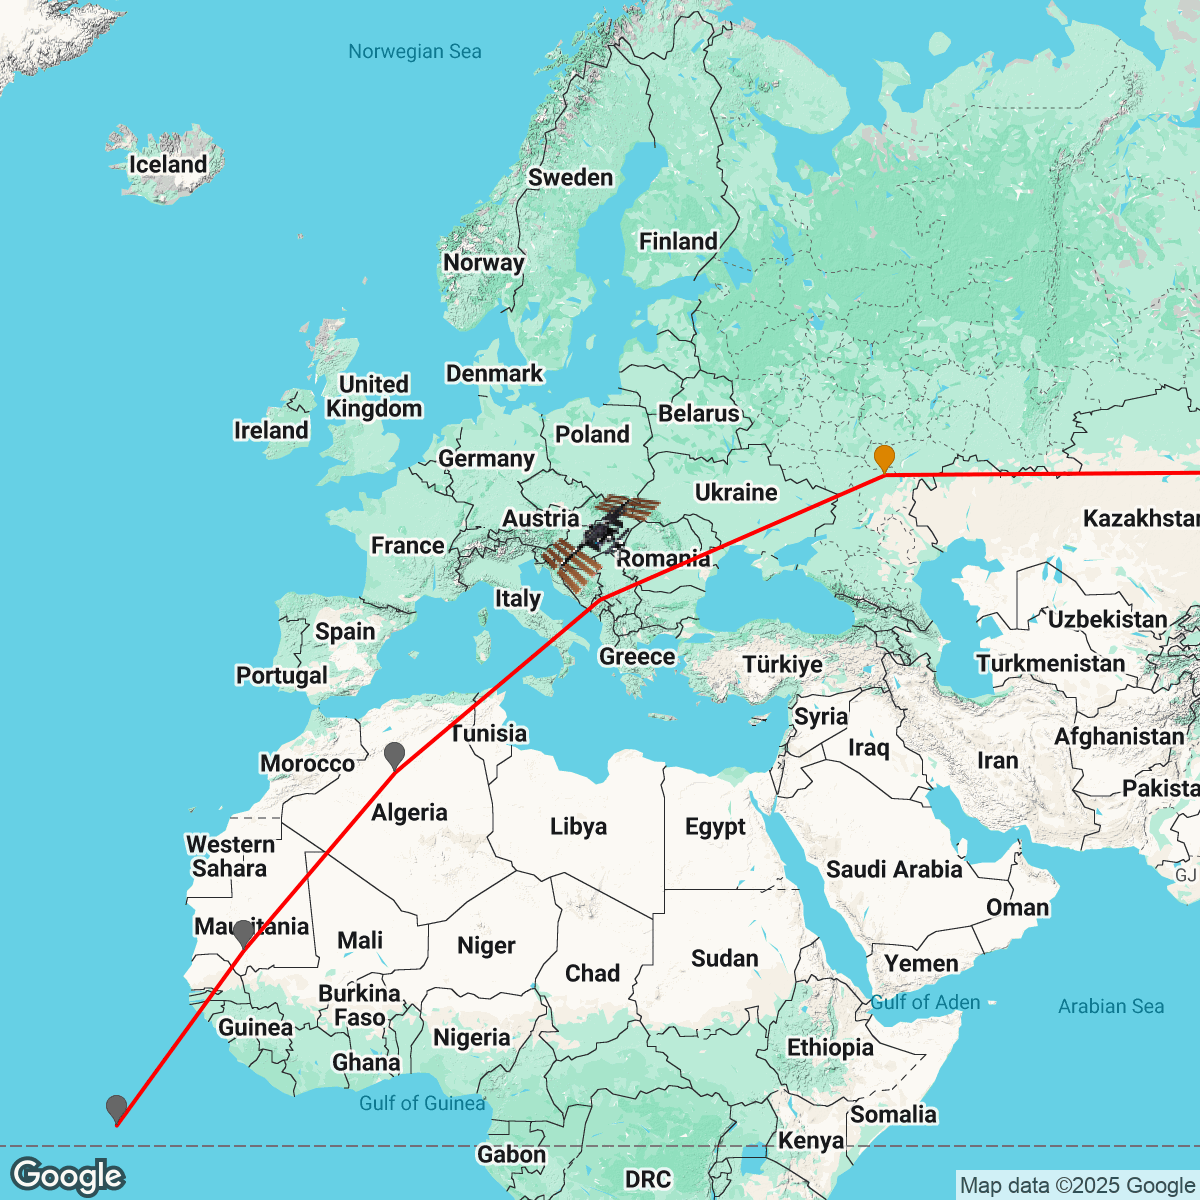 Norwegian Sea
Iceland
Sweden
Finland
Norway
Denmark
United
Kingdom
Ireland
Belarus
Poland
Germany
Ukraine
Austria
Kazakhstan
France
Romania
Italy
Uzbekistan
Spain
Greece
Türkiye
Turkmenistan
Portugal
Syria
Tunisia
Afghanistan
Iraq
Morocco
Iran
Pakista
Algeria
Libya
Egypt
Western
Sahara
Saudi Arabia
GJ
Oman
Mauritania
Mali
Niger
Sudan
Yemen
Chad
Burkina
Faso
Gulf of Aden
Arabian Sea
Guinea
Nigeria
Ethiopia
Ghana
Gulf of Guinea
Somalia
Kenya
Gabon
DRC
Google
Map data ©2025 Google